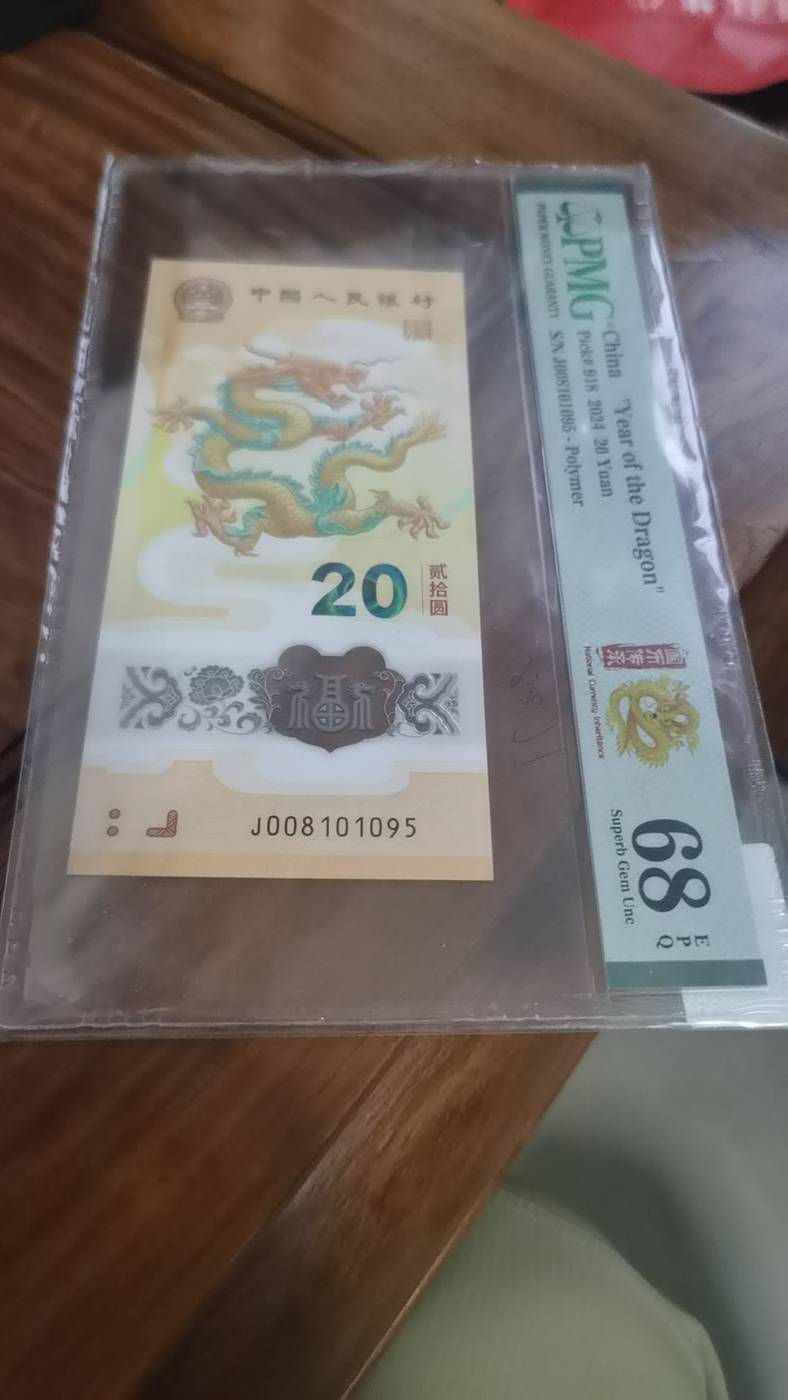 中国人民银行
20
贰拾圆
J008101095
PMG
PAPER MONEY GUARANTY
China "Year of the Dragon"
Pick# 918 2024 20 Yuan
S/N J008101095 - Polymer
National Currency Inheritance
68
EPQ
Superb Gem Unc